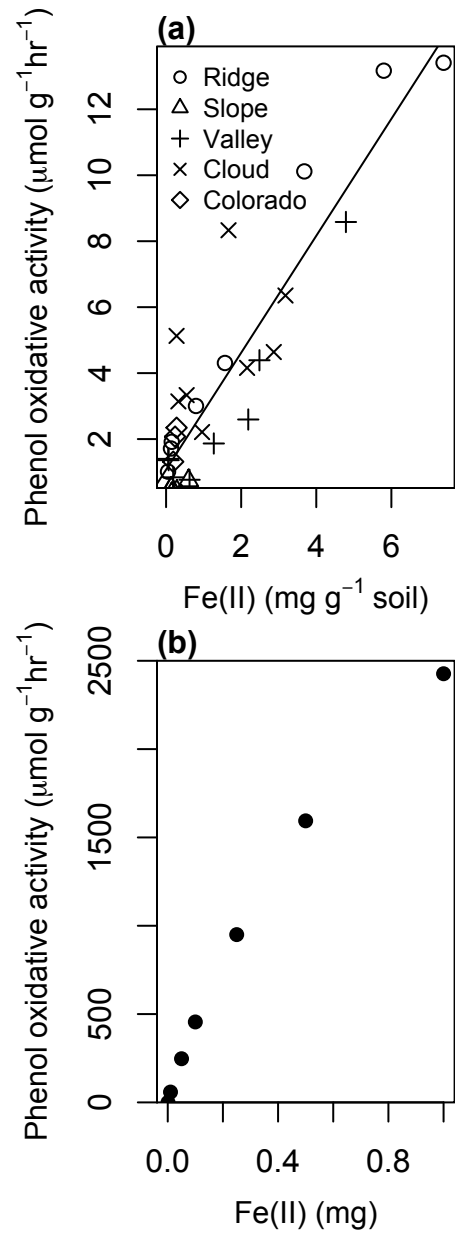 (a)
Ridge
Slope
Valley
Cloud
Colorado
Phenol oxidative activity (μmol g⁻¹hr⁻¹)
12
10
8
6
4
2
0 2 4 6
Fe(II) (mg g⁻¹ soil)
(b)
Phenol oxidative activity (μmol g⁻¹hr⁻¹)
2500
1500
500
0
0.0 0.4 0.8
Fe(II) (mg)